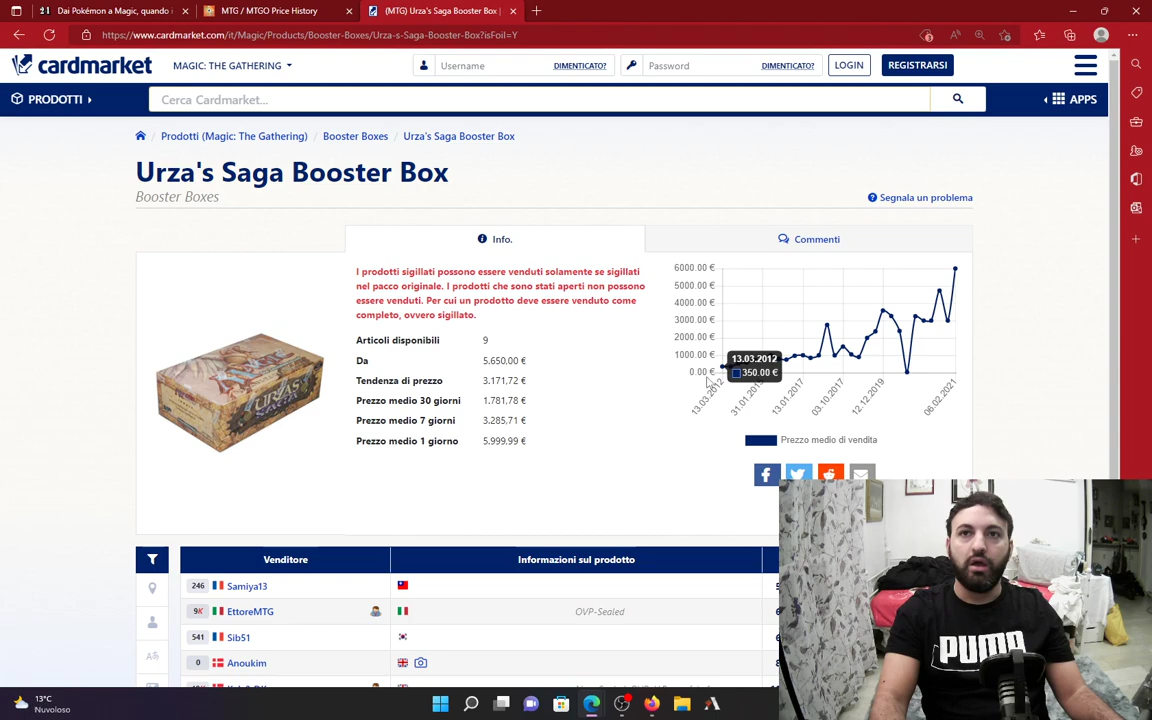 Dai Pokémon a Magic, quando i
MTG / MTGO Price History
(MTG) Urza's Saga Booster Box |
https://www.cardmarket.com/it/Magic/Products/Booster-Boxes/Urza-s-Saga-Booster-Box?isFoil=Y
cardmarket
MAGIC: THE GATHERING
Username
DIMENTICATO?
Password
DIMENTICATO?
LOGIN
REGISTRARSI
PRODOTTI
Cerca Cardmarket...
APPS
Prodotti (Magic: The Gathering) / Booster Boxes / Urza's Saga Booster Box
Urza's Saga Booster Box
Booster Boxes
Segnala un problema
Info.
Commenti
I prodotti sigillati possono essere venduti solamente se sigillati
nel pacco originale. I prodotti che sono stati aperti non possono
essere venduti. Per cui un prodotto deve essere venduto come
completo, ovvero sigillato.
Articoli disponibili 9
Da 5.650,00 €
Tendenza di prezzo 3.171,72 €
Prezzo medio 30 giorni 1.781,78 €
Prezzo medio 7 giorni 3.285,71 €
Prezzo medio 1 giorno 5.999,99 €
6000.00 €
5000.00 €
4000.00 €
3000.00 €
2000.00 €
1000.00 €
0.00 €
13.03.2012
350.00 €
13.03.2012
31.01.2015
13.01.2017
03.10.2017
12.12.2019
06.02.2021
Prezzo medio di vendita
URZA'S SAGA
Venditore
Informazioni sul prodotto
246 Samiya13
9K EttoreMTG
OVP-Sealed
541 Sib51
0 Anoukim
PUMA
13°C
Nuvoloso